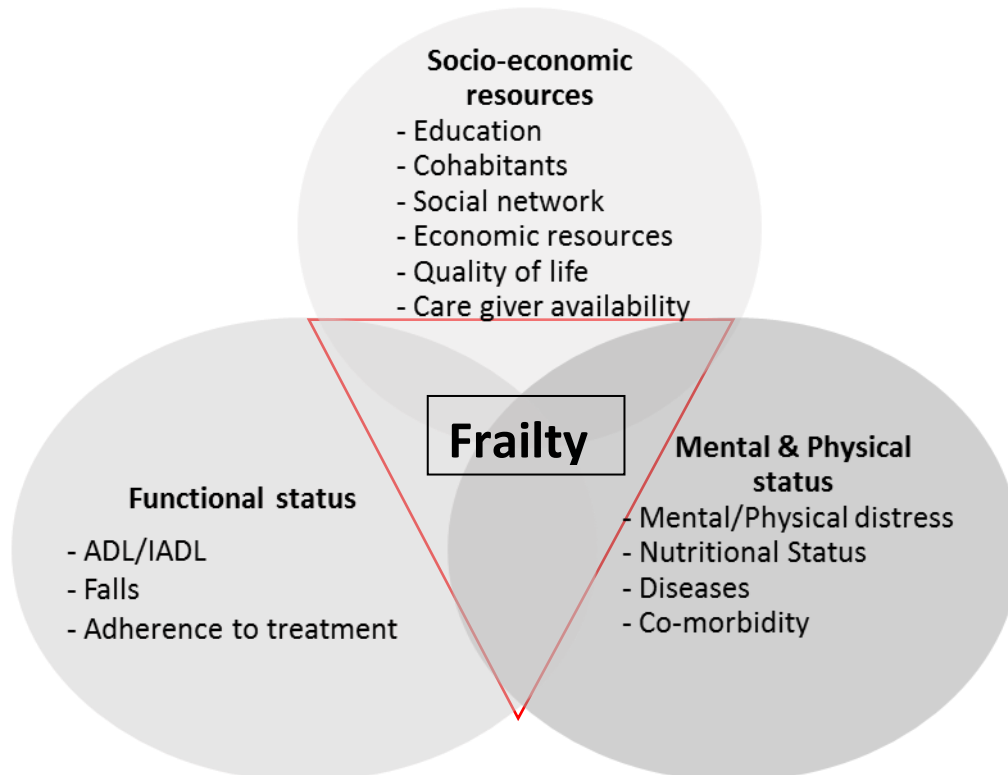 Socio-economic
resources
- Education
- Cohabitants
- Social network
- Economic resources
- Quality of life
- Care giver availability
Frailty
Functional status
- ADL/IADL
- Falls
- Adherence to treatment
Mental & Physical
status
- Mental/Physical distress
- Nutritional Status
- Diseases
- Co-morbidity